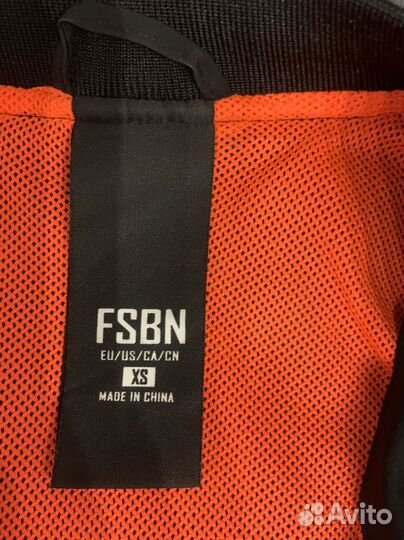 FSBN
EU/US/CA/CN
XS
MADE IN CHINA
Avito